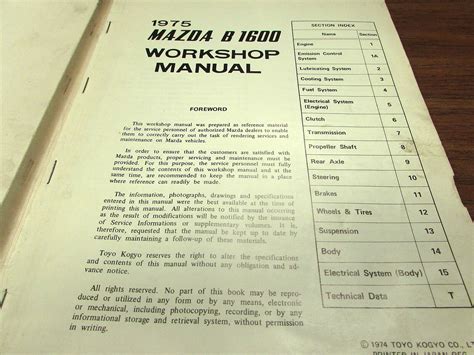 1975
MAZDA B1600
WORKSHOP
MANUAL
FOREWORD
This workshop manual was prepared as reference material
for the service personnel of authorized Mazda dealers to enable
them to correctly carry out the task of rendering services
and maintenance on Mazda vehicles.
In order to ensure that the customers are satisfied with
Mazda products, proper servicing and maintenance must be
provided. For this purpose, the service personnel must fully
understand the contents of this workshop manual and at
the same time, are recommended to keep it in a place
where reference can readily be made.
The information, photographs, drawings and specifications
entered in this manual were the best available at the time of
printing this manual. All alterations to this manual occurring
as the result of modifications will be notified by the issuance
of Service Informations or supplementary volumes. It is,
therefore, requested that the manual be kept up to date by
carefully maintaining a follow-up of these materials.
Toyo Kogyo reserves the right to alter the specifications
and contents of this manual without any obligation and ad-
vance notice.
All rights reserved. No part of this book may be repro-
duced or utilized in any form or by any means, electronic
or mechanical, including photocopying, recording, or by any
informational storage and retrieval system, without permission
in writing.
SECTION INDEX
Name Section
Engine 1
Emission Control
System 1A
Lubricating System 2
Cooling System 3
Fuel System 4
Electrical System
(Engine) 5
Clutch 6
Transmission 7
Propeller Shaft 8
Rear Axle 9
Steering 10
Brakes 11
Wheels & Tires 12
Suspension 13
Body 14
Electrical System (Body) 15
Technical Data T
© 1974 TOYO KOGYO CO., LT
PRINTED IN JAPAN DEC